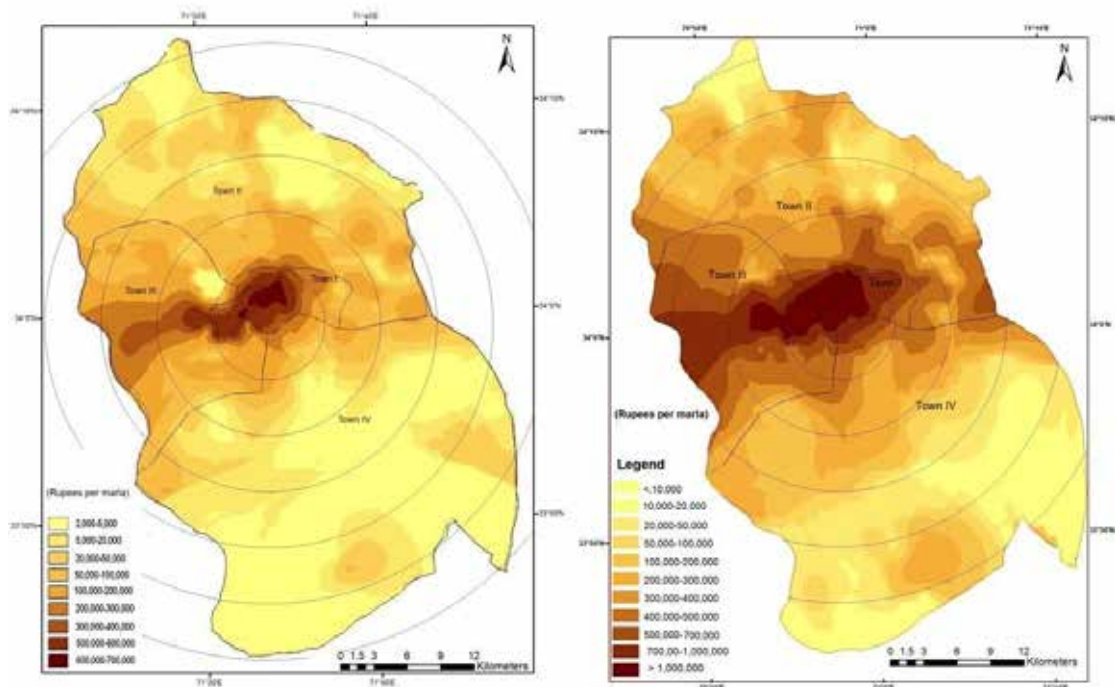 N
Town II
Town I
Town III
Town IV
(Rupees per marla)
2,000-5,000
5,000-20,000
20,000-50,000
50,000-100,000
100,000-200,000
200,000-300,000
300,000-400,000
500,000-600,000
600,000-700,000
0 1.5 3 6 9 12
Kilometers
N
Town II
Town III
Town I
Town IV
(Rupees per marla)
Legend
<,10,000
10,000-20,000
20,000-50,000
50,000-100,000
100,000-200,000
200,000-300,000
300,000-400,000
400,000-500,000
500,000-700,000
700,00-1,000,000
> 1,000,000
0 1.5 3 6 9 12
Kilometers